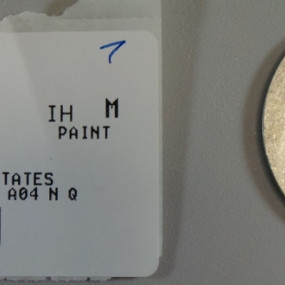 7
IH M
PAINT
TATES
A04 N Q